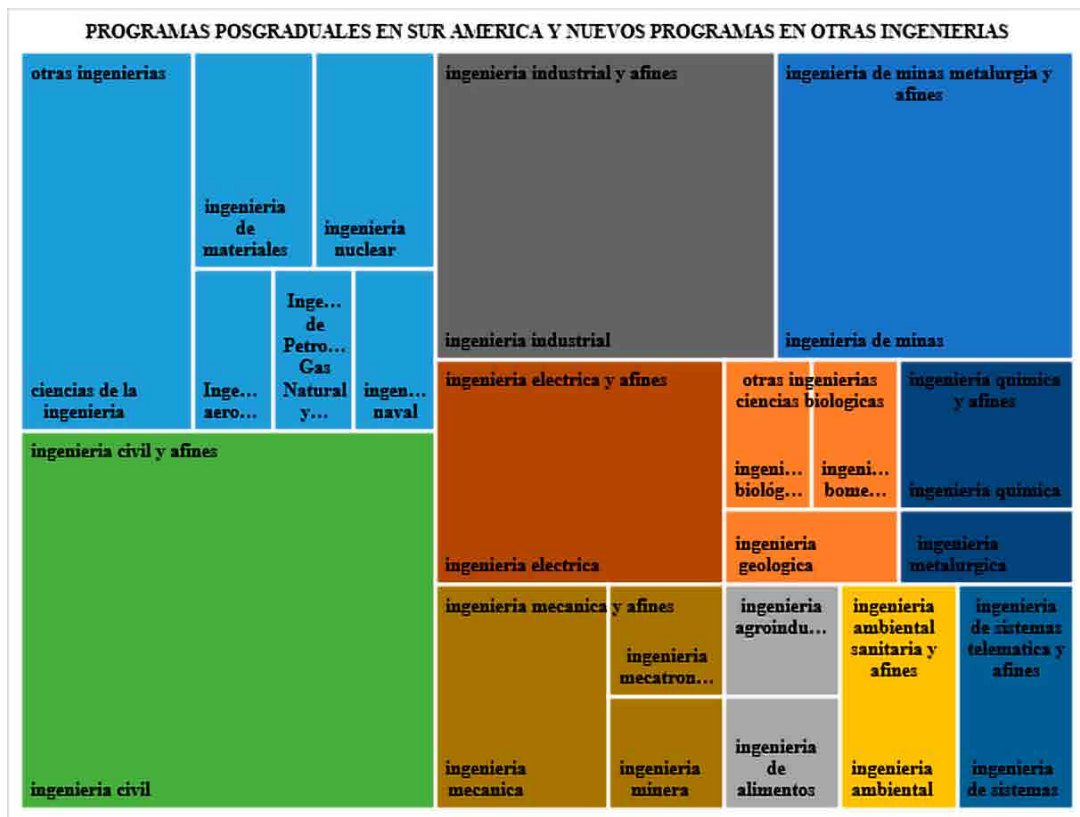 PROGRAMAS POSGRADUALES EN SUR AMERICA Y NUEVOS PROGRAMAS EN OTRAS INGENIERIAS
otras ingenierias
ciencias de la
ingenieria
ingenieria
de
materiales
ingenieria
nuclear
Inge...
aero...
Inge...
de
Petro...
Gas
Natural
y...
ingen...
naval
ingenieria civil y afines
ingenieria civil
ingenieria industrial y afines
ingenieria industrial
ingenieria de minas metalurgia y
afines
ingenieria de minas
ingenieria electrica y afines
ingenieria electrica
otras ingenierias
ciencias biologicas
ingeni...
biológ...
ingeni...
bome...
ingenieria
geologica
ingenieria quimica
y afines
ingenieria quimica
ingenieria
metalurgica
ingenieria mecanica y afines
ingenieria
mecanica
ingenieria
mecatron...
ingenieria
minera
ingenieria
agroindu...
ingenieria
de
alimentos
ingenieria
ambiental
sanitaria y
afines
ingenieria
ambiental
ingenieria
de sistemas
telematica y
afines
ingenieria
de sistemas